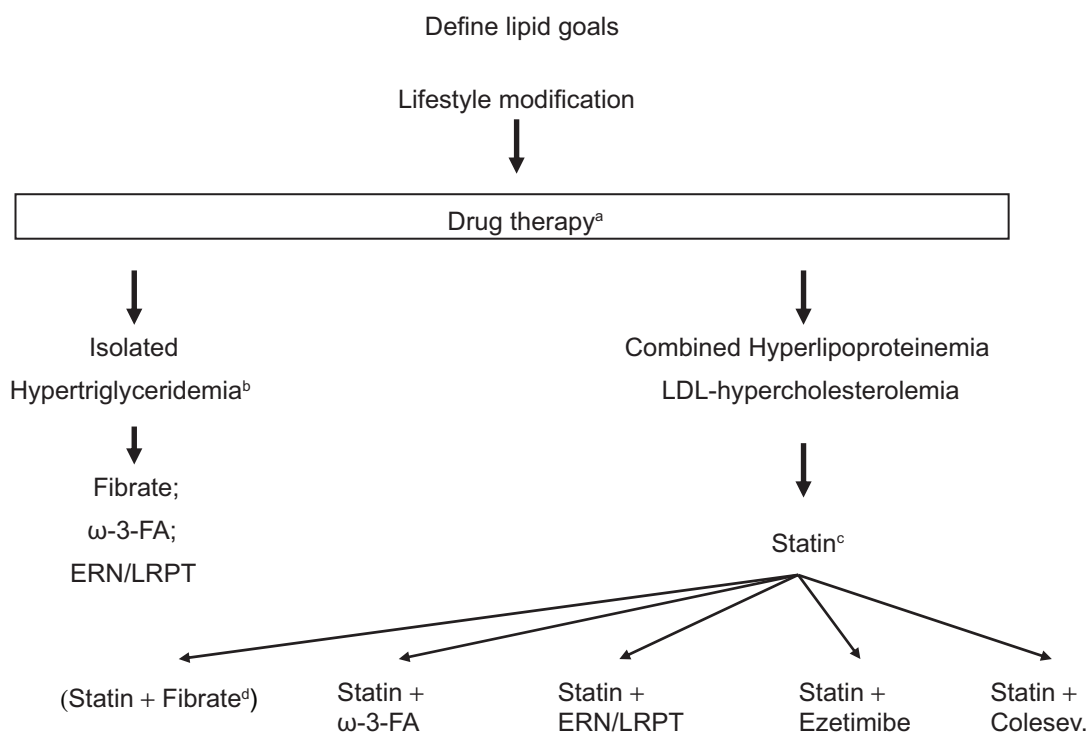 Define lipid goals
Lifestyle modification
Drug therapyᵃ
Isolated
Hypertriglyceridemiaᵇ
Fibrate;
ω-3-FA;
ERN/LRPT
Combined Hyperlipoproteinemia
LDL-hypercholesterolemia
Statinᶜ
(Statin + Fibrateᵈ)
Statin +
ω-3-FA
Statin +
ERN/LRPT
Statin +
Ezetimibe
Statin +
Colesev.